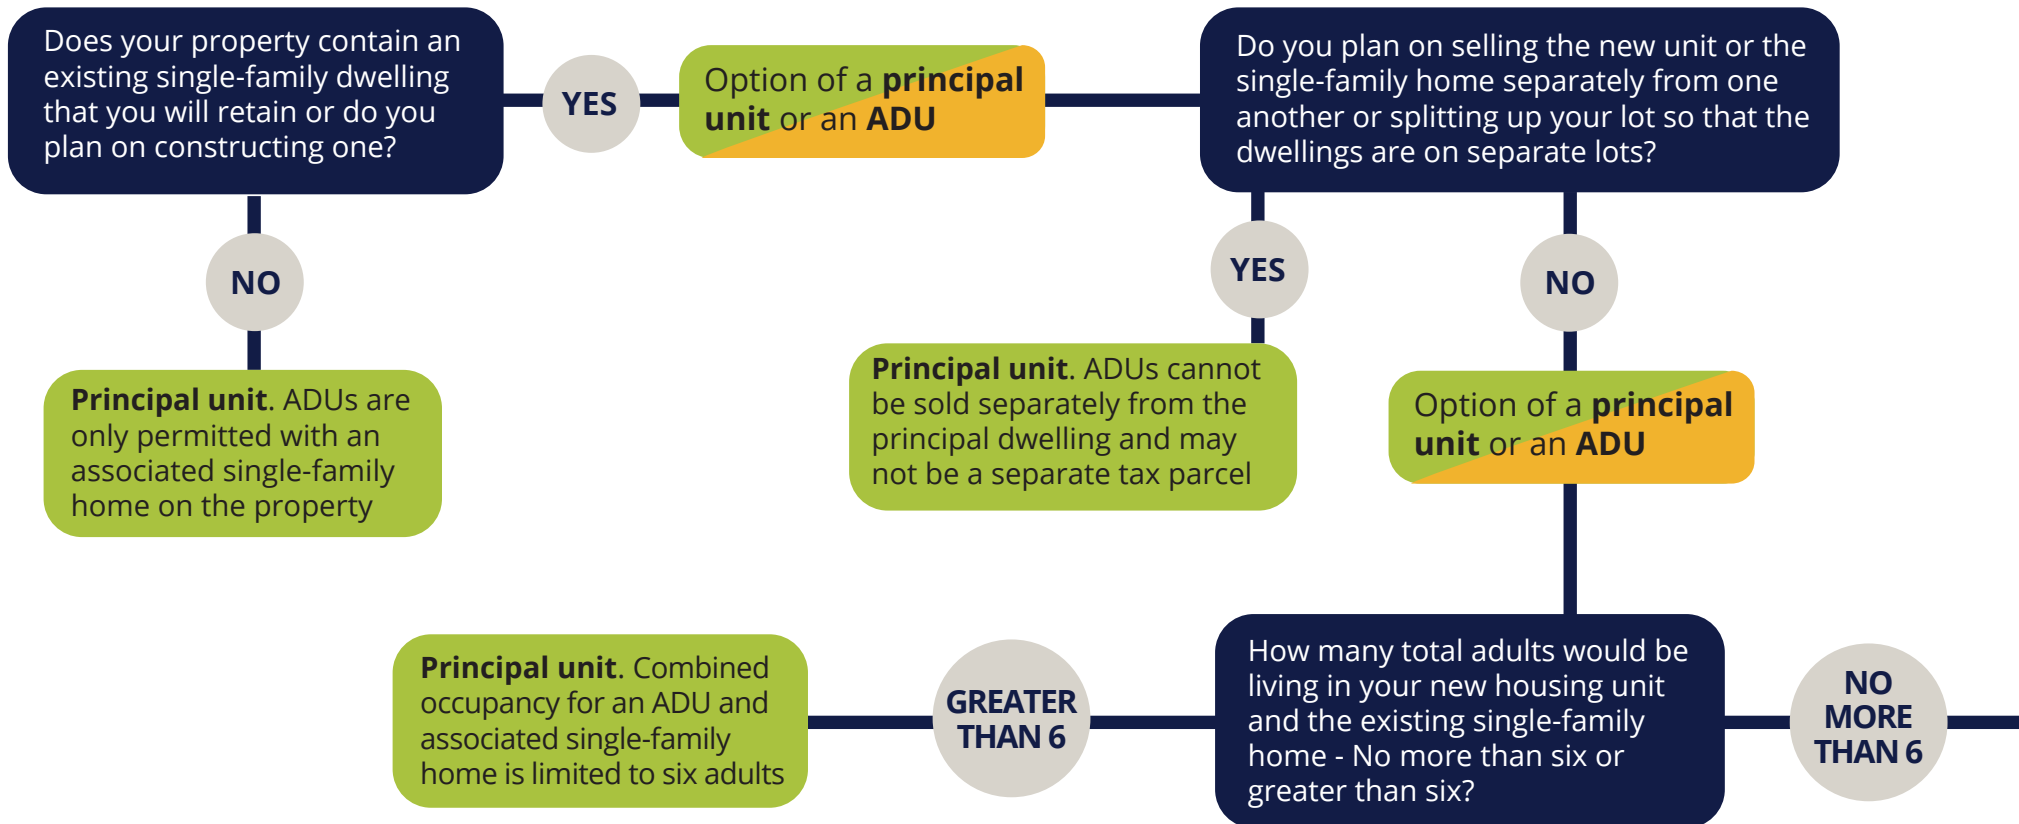 Does your property contain an
existing single-family dwelling
that you will retain or do you
plan on constructing one?
YES
Option of a principal
unit or an ADU
Do you plan on selling the new unit or the
single-family home separately from one
another or splitting up your lot so that the
dwellings are on separate lots?
NO
Principal unit. ADUs are
only permitted with an
associated single-family
home on the property
YES
Principal unit. ADUs cannot
be sold separately from the
principal dwelling and may
not be a separate tax parcel
NO
Option of a principal
unit or an ADU
How many total adults would be
living in your new housing unit
and the existing single-family
home - No more than six or
greater than six?
GREATER
THAN 6
Principal unit. Combined
occupancy for an ADU and
associated single-family
home is limited to six adults
NO
MORE
THAN 6